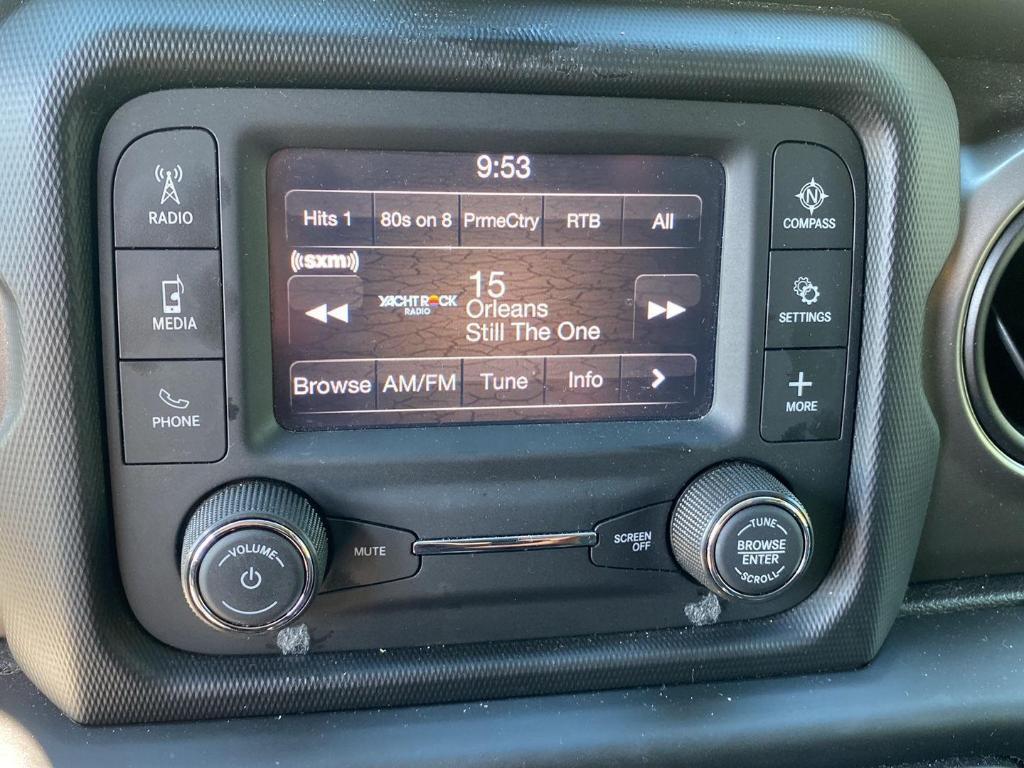 9:53
Hits 1 80s on 8 PrmeCtry RTB All
((sxm))
15
YACHT ROCK
RADIO
Orleans
Still The One
Browse AM/FM Tune Info >
RADIO
MEDIA
PHONE
N
COMPASS
SETTINGS
+
MORE
VOLUME
MUTE
SCREEN
OFF
TUNE
BROWSE
ENTER
SCROLL